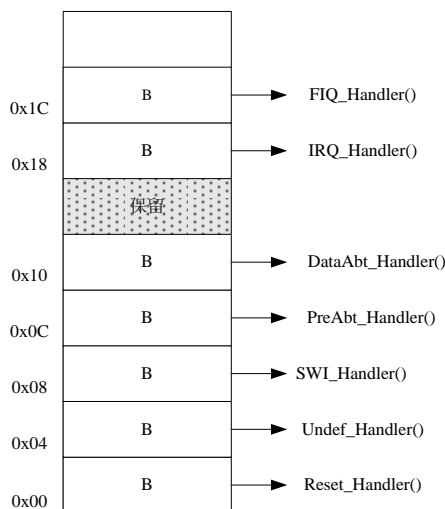 B FIQ_Handler()
0x1C
B IRQ_Handler()
0x18
保留
B DataAbt_Handler()
0x10
B PreAbt_Handler()
0x0C
B SWI_Handler()
0x08
B Undef_Handler()
0x04
B Reset_Handler()
0x00